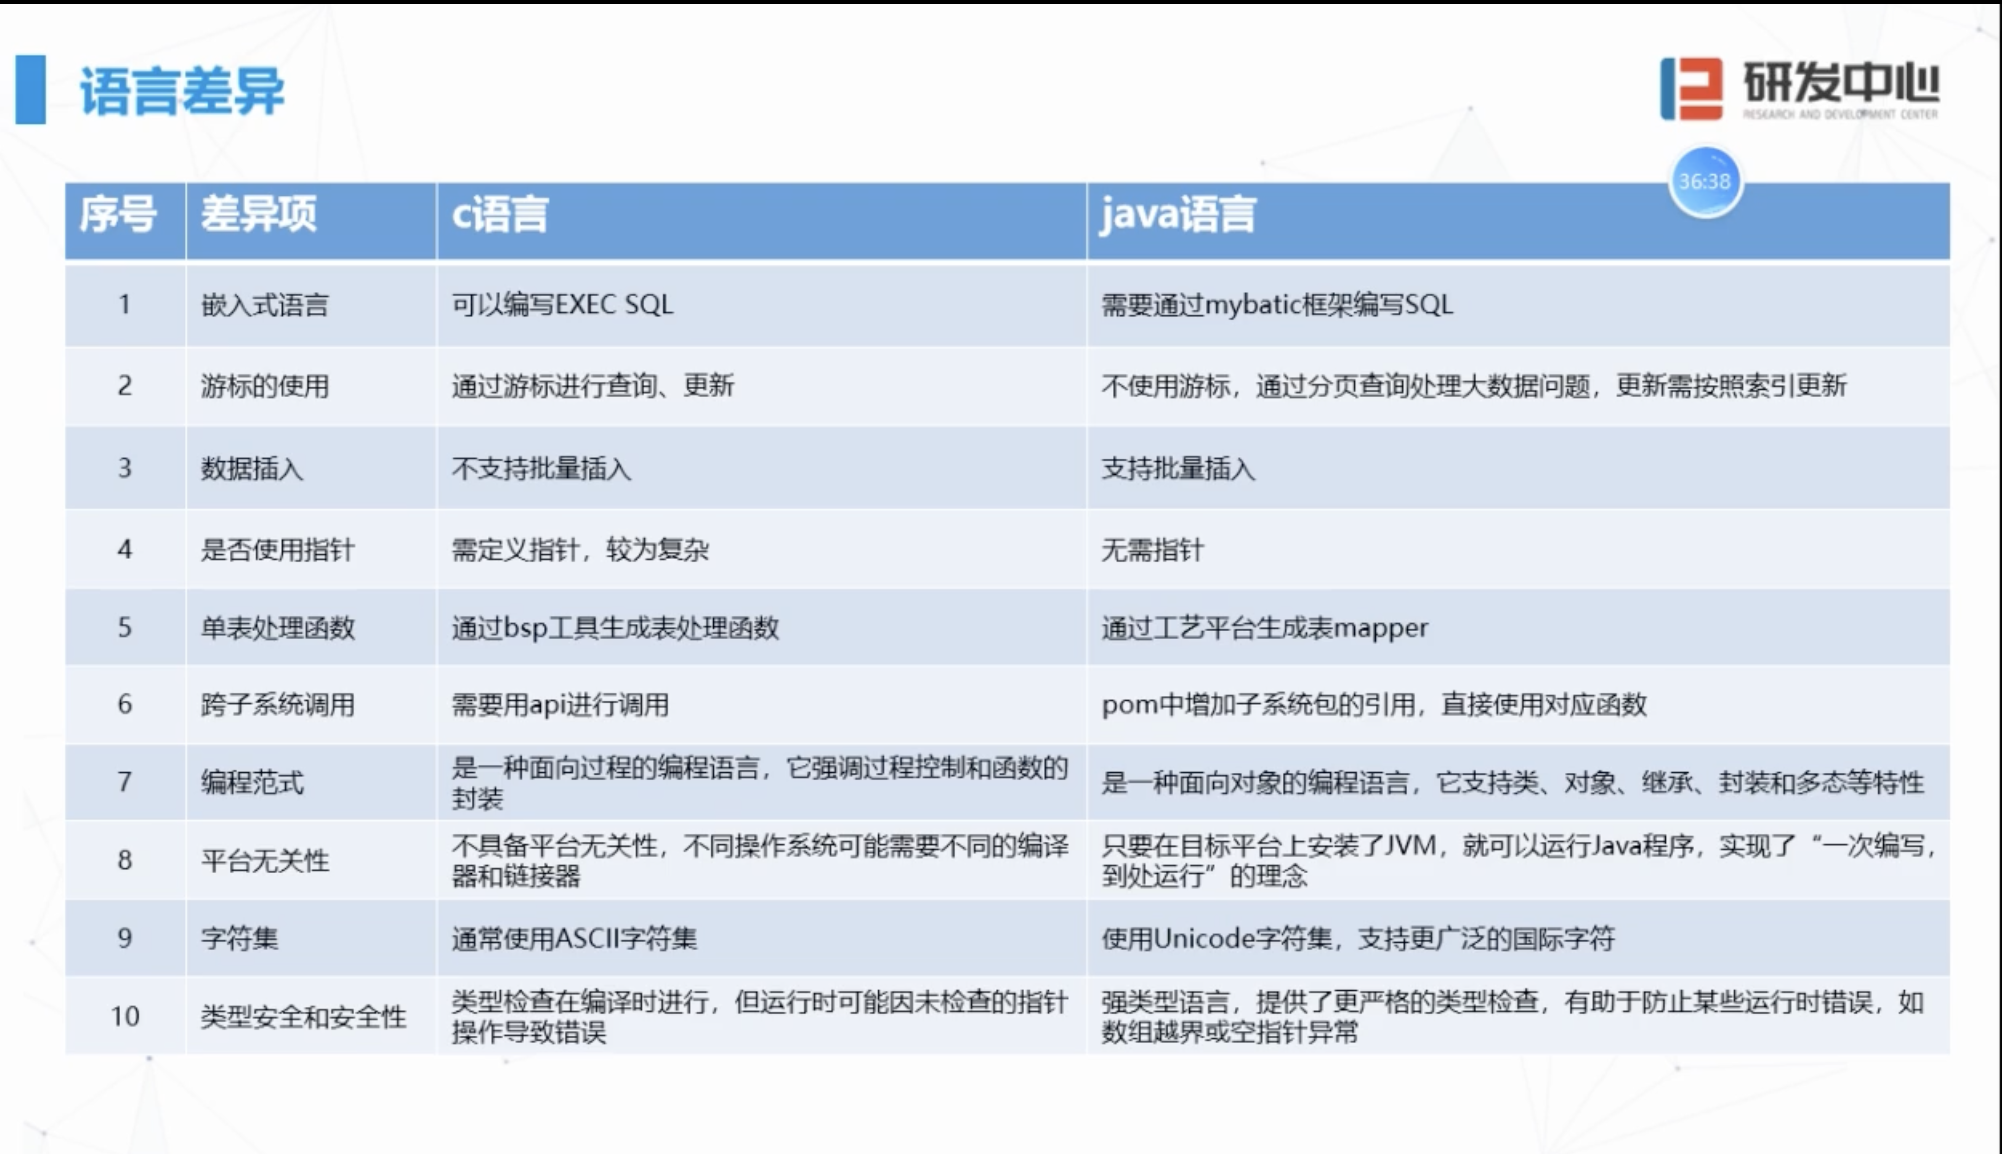 语言差异
研发中心
RESEARCH AND DEVELOPMENT CENTER
36:38
序号 差异项 c语言 java语言
1 嵌入式语言 可以编写EXEC SQL 需要通过mybatic框架编写SQL
2 游标的使用 通过游标进行查询、更新 不使用游标，通过分页查询处理大数据问题，更新需按照索引更新
3 数据插入 不支持批量插入 支持批量插入
4 是否使用指针 需定义指针，较为复杂 无需指针
5 单表处理函数 通过bsp工具生成表处理函数 通过工艺平台生成表mapper
6 跨子系统调用 需要用api进行调用 pom中增加子系统包的引用，直接使用对应函数
7 编程范式 是一种面向过程的编程语言，它强调过程控制和函数的
封装
是一种面向对象的编程语言，它支持类、对象、继承、封装和多态等特性
8 平台无关性 不具备平台无关性，不同操作系统可能需要不同的编译
器和链接器
只要在目标平台上安装了JVM，就可以运行Java程序，实现了“一次编写，
到处运行”的理念
9 字符集 通常使用ASCII字符集 使用Unicode字符集，支持更广泛的国际字符
10 类型安全和安全性 类型检查在编译时进行，但运行时可能因未检查的指针
操作导致错误
强类型语言，提供了更严格的类型检查，有助于防止某些运行时错误，如
数组越界或空指针异常